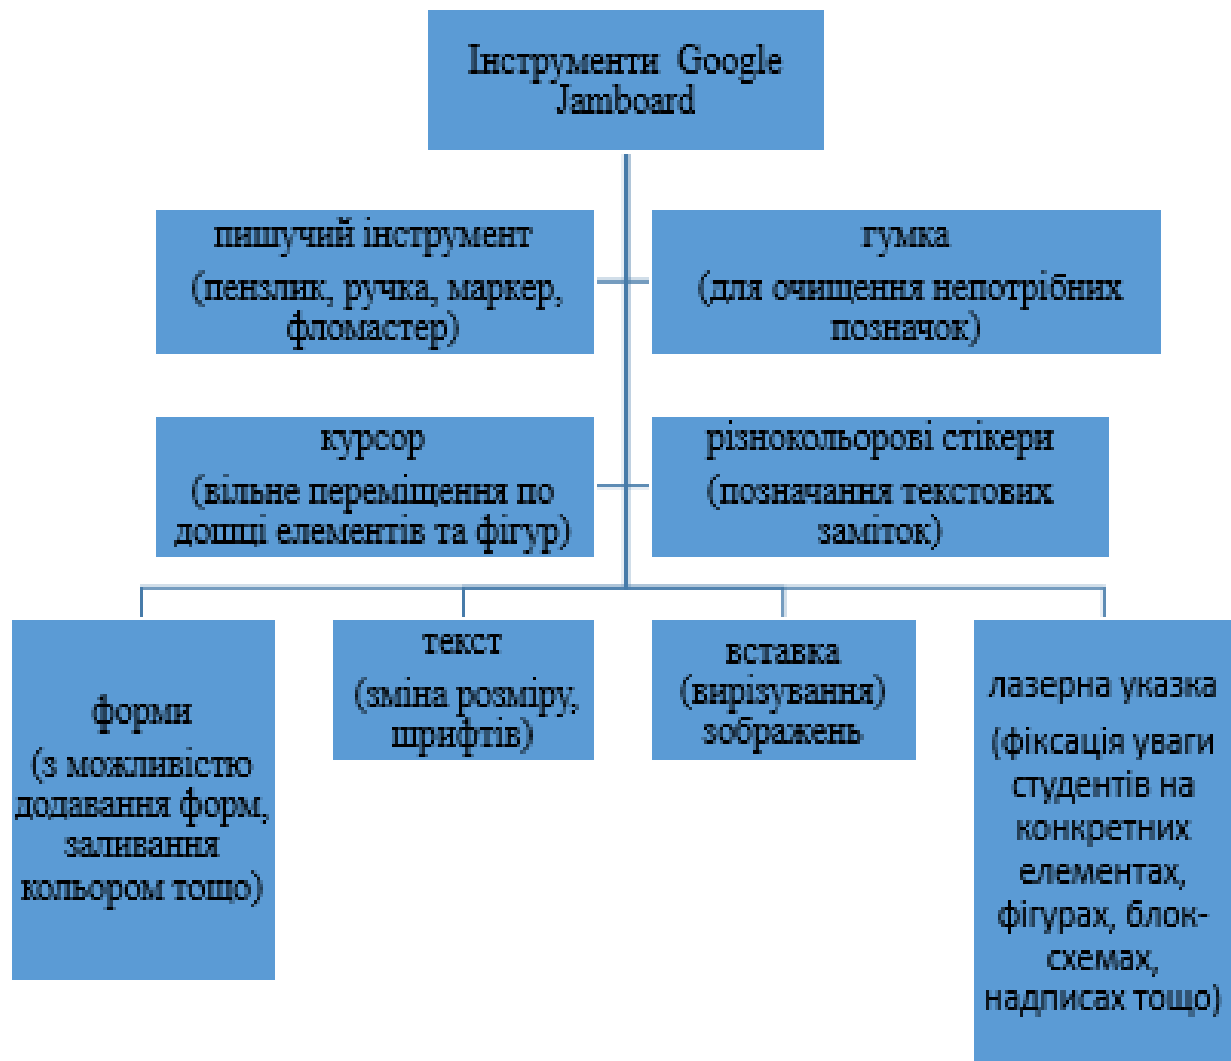 Інструменти Google
Jamboard
пишучий інструмент
(пензлик, ручка, маркер,
фломастер)
гумка
(для очищення непотрібних
позначок)
курсор
(вільне переміщення по
дошці елементів та фігур)
різнокольорові стікери
(позначання текстових
заміток)
форми
(з можливістю
додавання форм,
заливання
кольором тощо)
текст
(зміна розміру,
шрифтів)
вставка
(вирізування)
зображень
лазерна указка
(фіксація уваги
студентів на
конкретних
елементах,
фігурах, блок-
схемах,
надписах тощо)